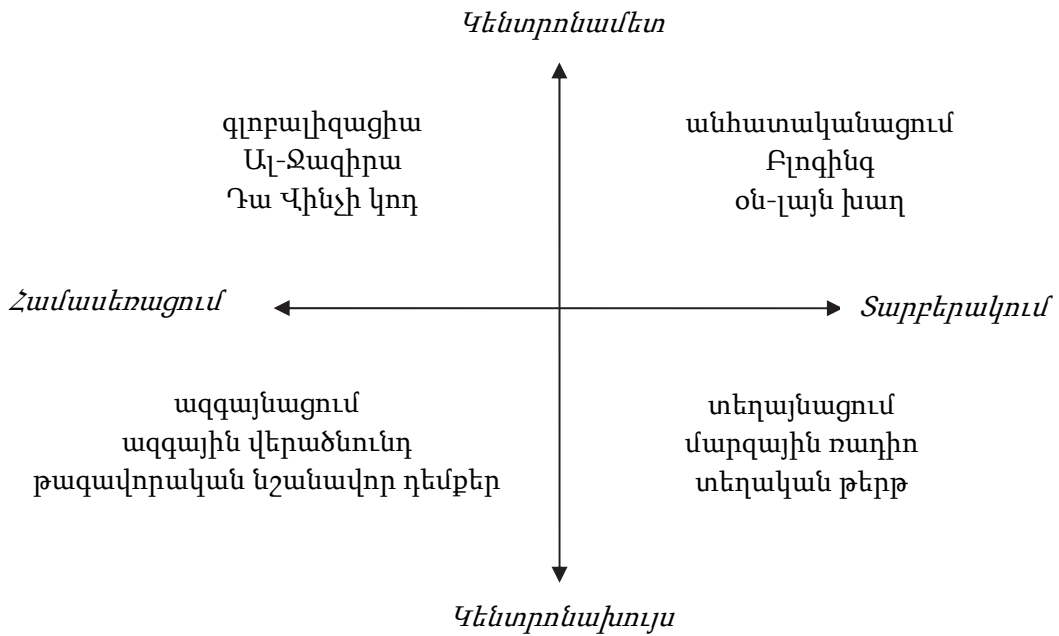 Կենտրոնամետ
գլոբալիզացիա
Ալ-Ջազիրա
Դա Վինչի կոդ
անհատականացում
Բլոգինգ
օն-լայն խաղ
Համասեռացում
Տարբերակում
ազգայնացում
ազգային վերածնունդ
թագավորական նշանավոր դեմքեր
տեղայնացում
մարզային ռադիո
տեղական թերթ
Կենտրոնախույս